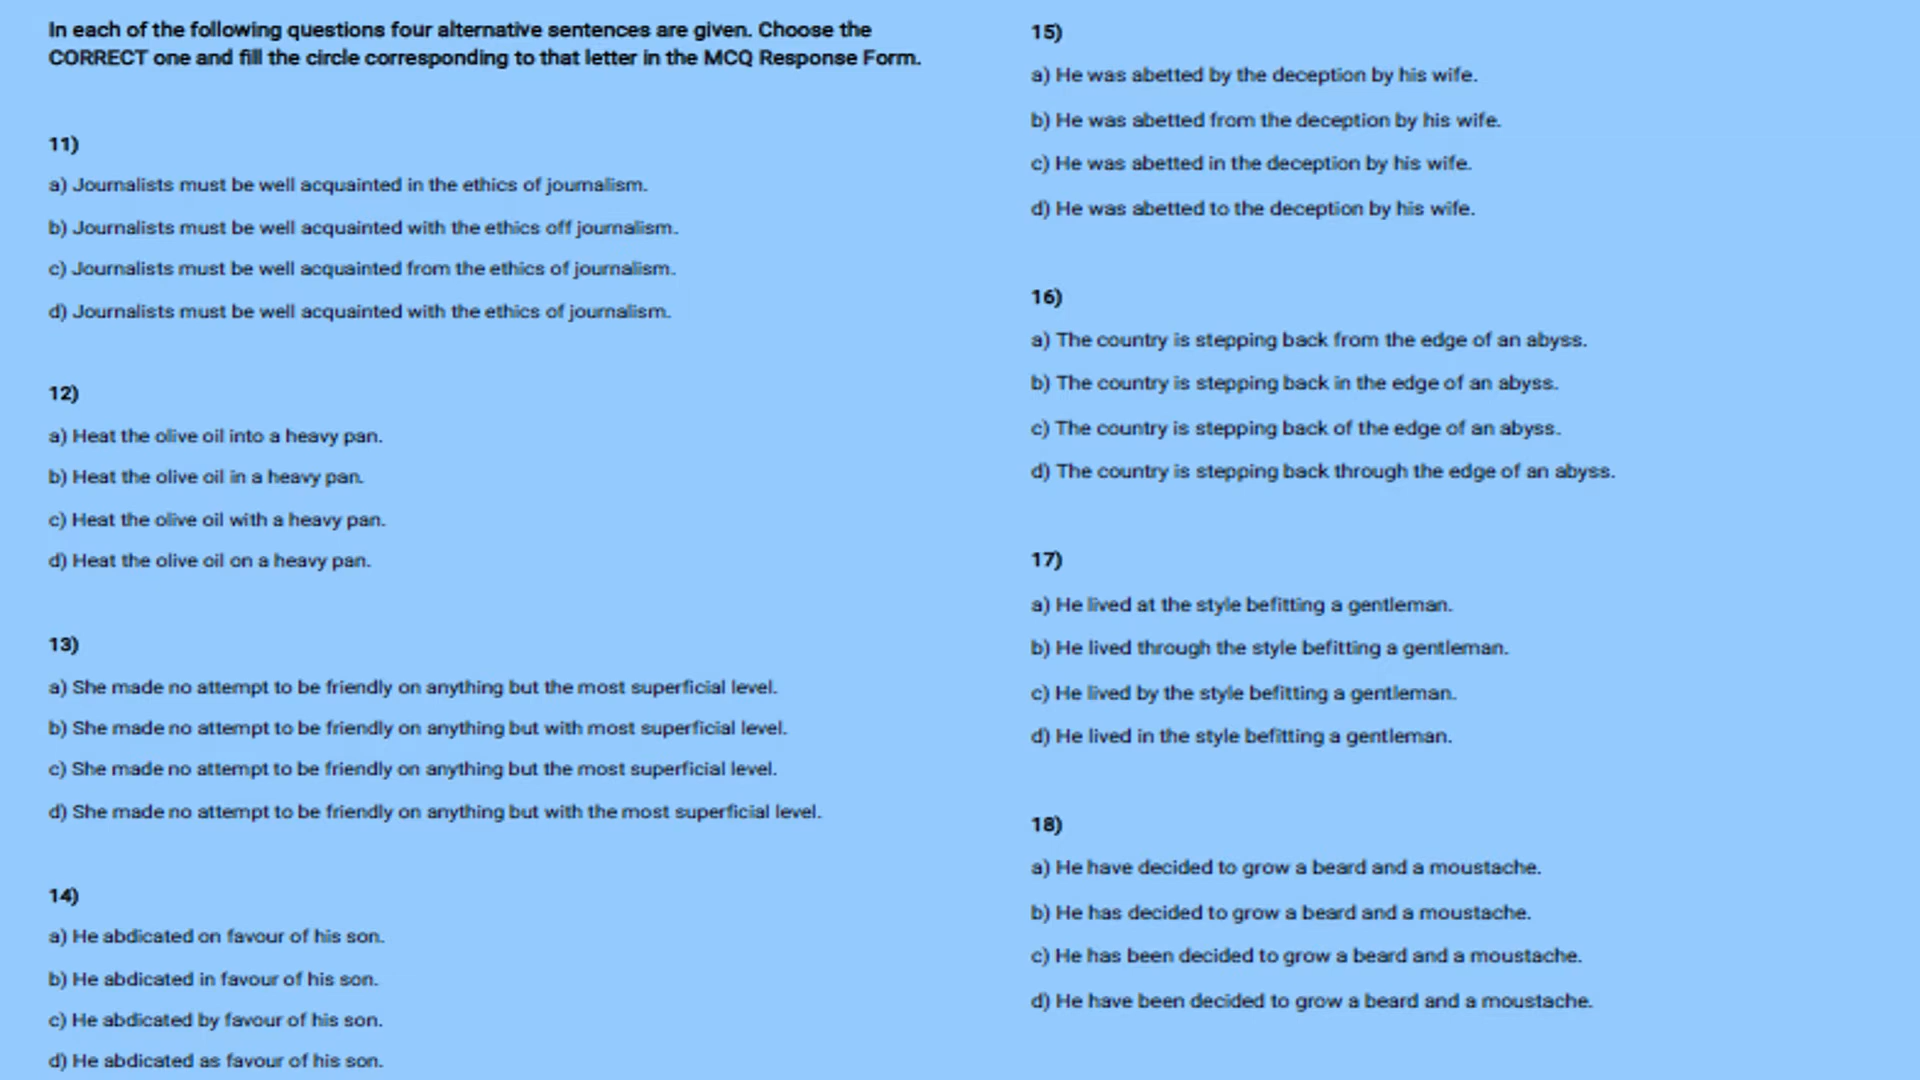 In each of the following questions four alternative sentences are given. Choose the
CORRECT one and fill the circle corresponding to that letter in the MCQ Response Form.
11)
a) Journalists must be well acquainted in the ethics of journalism.
b) Journalists must be well acquainted with the ethics off journalism.
c) Journalists must be well acquainted from the ethics of journalism.
d) Journalists must be well acquainted with the ethics of journalism.
12)
a) Heat the olive oil into a heavy pan.
b) Heat the olive oil in a heavy pan.
c) Heat the olive oil with a heavy pan.
d) Heat the olive oil on a heavy pan.
13)
a) She made no attempt to be friendly on anything but the most superficial level.
b) She made no attempt to be friendly on anything but with most superficial level.
c) She made no attempt to be friendly on anything but the most superficial level.
d) She made no attempt to be friendly on anything but with the most superficial level.
14)
a) He abdicated on favour of his son.
b) He abdicated in favour of his son.
c) He abdicated by favour of his son.
d) He abdicated as favour of his son.
15)
a) He was abetted by the deception by his wife.
b) He was abetted from the deception by his wife.
c) He was abetted in the deception by his wife.
d) He was abetted to the deception by his wife.
16)
a) The country is stepping back from the edge of an abyss.
b) The country is stepping back in the edge of an abyss.
c) The country is stepping back of the edge of an abyss.
d) The country is stepping back through the edge of an abyss.
17)
a) He lived at the style befitting a gentleman.
b) He lived through the style befitting a gentleman.
c) He lived by the style befitting a gentleman.
d) He lived in the style befitting a gentleman.
18)
a) He have decided to grow a beard and a moustache.
b) He has decided to grow a beard and a moustache.
c) He has been decided to grow a beard and a moustache.
d) He have been decided to grow a beard and a moustache.